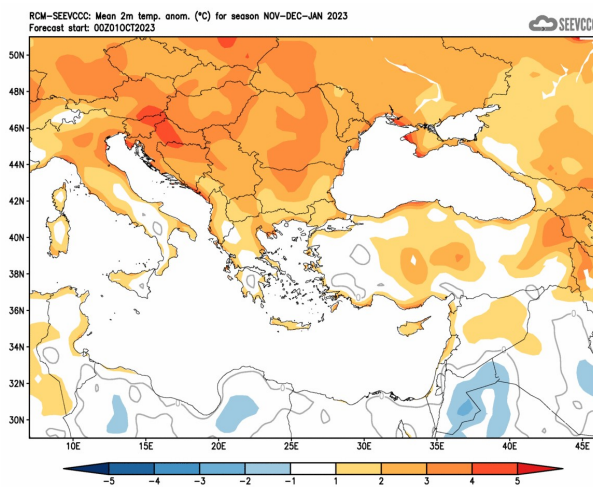 RCM-SEEVCCC: Mean 2m temp. anom. (°C) for season NOV-DEC-JAN 2023
Forecast start: 00Z01OCT2023
SEEVCCC
50N
48N
46N
44N
42N
40N
38N
36N
34N
32N
30N
10E 15E 20E 25E 30E 35E 40E 45E
-5 -4 -3 -2 -1 1 2 3 4 5